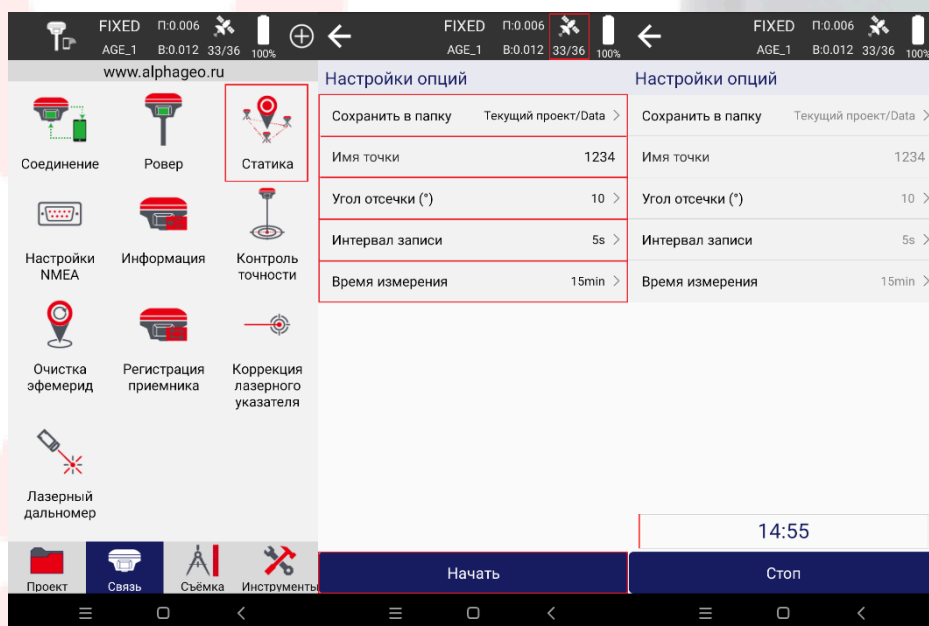 FIXED П:0.006
AGE_1 B:0.012 33/36 100%
www.alphageo.ru
Соединение Ровер Статика
Настройки NMEA Информация Контроль точности
Очистка эфемерид Регистрация приемника Коррекция лазерного указателя
Лазерный дальномер
Проект Связь Съёмка Инструменты
FIXED П:0.006
AGE_1 B:0.012 33/36 100%
Настройки опций
Сохранить в папку Текущий проект/Data >
Имя точки 1234
Угол отсечки (°) 10 >
Интервал записи 5s >
Время измерения 15min >
Начать
FIXED П:0.006
AGE_1 B:0.012 33/36 100%
Настройки опций
Сохранить в папку Текущий проект/Data >
Имя точки 1234
Угол отсечки (°) 10 >
Интервал записи 5s >
Время измерения 15min >
14:55
Стоп